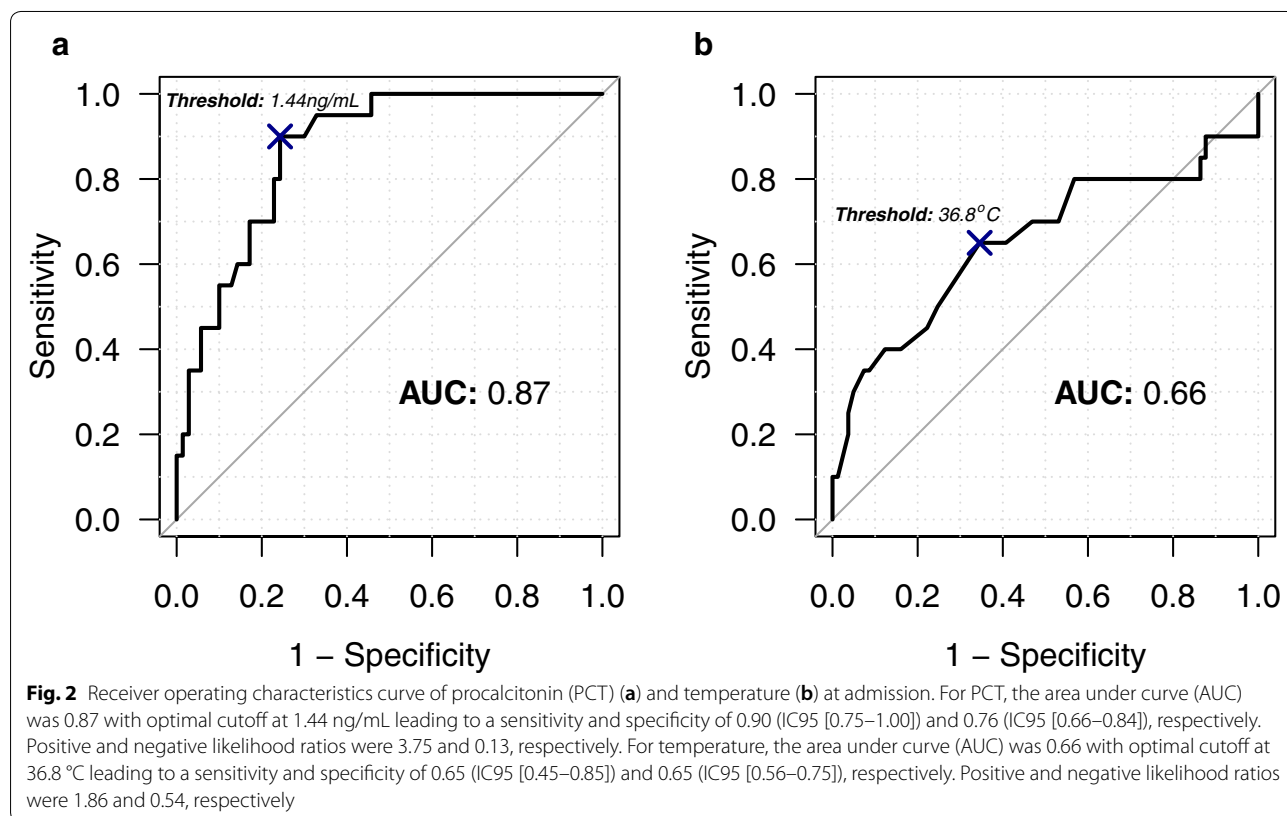 a
Threshold: 1.44ng/mL
AUC: 0.87
Sensitivity
1.0
0.8
0.6
0.4
0.2
0.0
0.0 0.2 0.4 0.6 0.8 1.0
1 − Specificity
b
Threshold: 36.8°C
AUC: 0.66
Sensitivity
1.0
0.8
0.6
0.4
0.2
0.0
0.0 0.2 0.4 0.6 0.8 1.0
1 − Specificity
Fig. 2 Receiver operating characteristics curve of procalcitonin (PCT) (a) and temperature (b) at admission. For PCT, the area under curve (AUC)
was 0.87 with optimal cutoff at 1.44 ng/mL leading to a sensitivity and specificity of 0.90 (IC95 [0.75–1.00]) and 0.76 (IC95 [0.66–0.84]), respectively.
Positive and negative likelihood ratios were 3.75 and 0.13, respectively. For temperature, the area under curve (AUC) was 0.66 with optimal cutoff at
36.8 °C leading to a sensitivity and specificity of 0.65 (IC95 [0.45–0.85]) and 0.65 (IC95 [0.56–0.75]), respectively. Positive and negative likelihood ratios
were 1.86 and 0.54, respectively